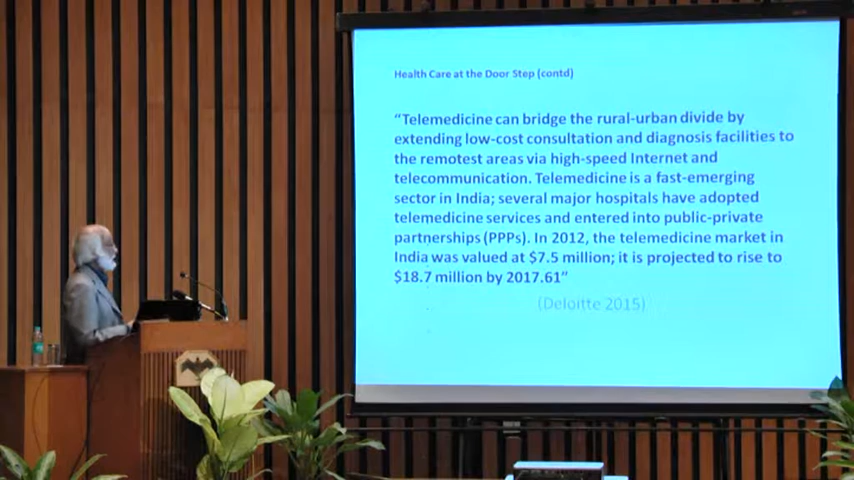 Health Care at the Door Step (contd)
“Telemedicine can bridge the rural-urban divide by
extending low-cost consultation and diagnosis facilities to
the remotest areas via high-speed Internet and
telecommunication. Telemedicine is a fast-emerging
sector in India; several major hospitals have adopted
telemedicine services and entered into public-private
partnerships (PPPs). In 2012, the telemedicine market in
India was valued at $7.5 million; it is projected to rise to
$18.7 million by 2017.61”
(Deloitte 2015)